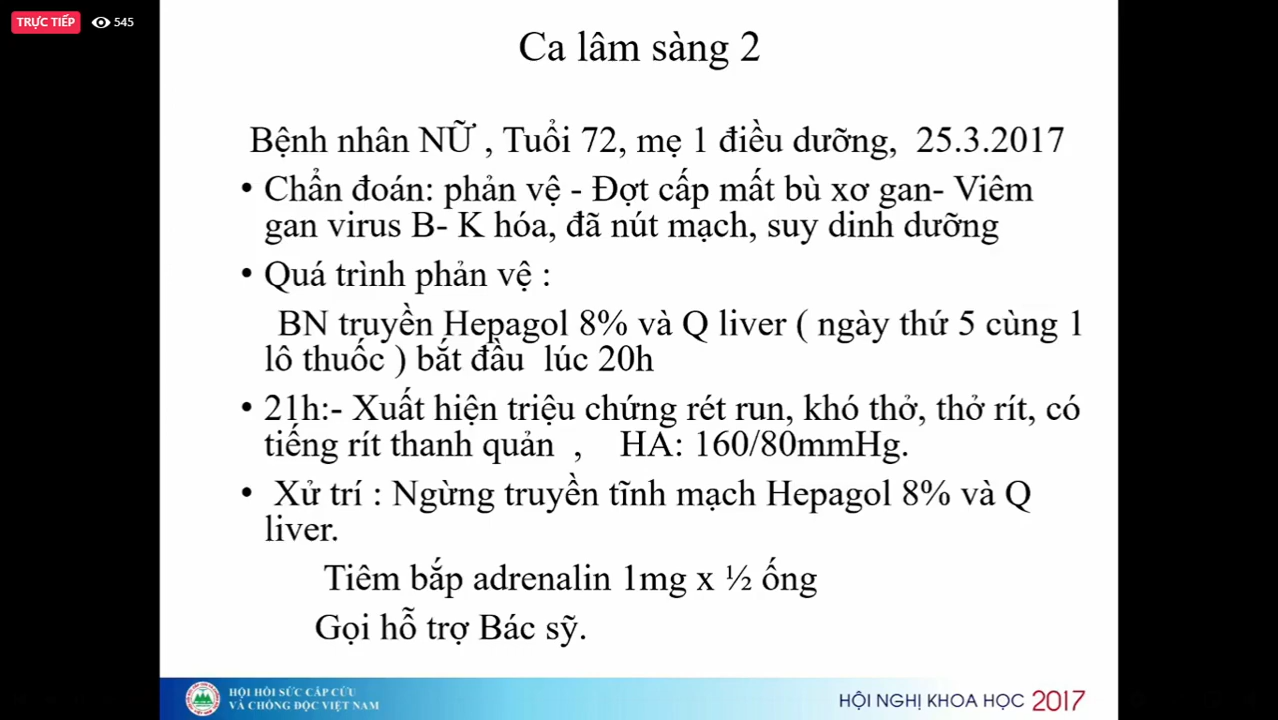 TRỰC TIẾP 545
Ca lâm sàng 2
Bệnh nhân NỮ , Tuổi 72, mẹ 1 điều dưỡng, 25.3.2017
• Chẩn đoán: phản vệ - Đợt cấp mất bù xơ gan- Viêm
gan virus B- K hóa, đã nút mạch, suy dinh dưỡng
• Quá trình phản vệ :
BN truyền Hepagol 8% và Q liver ( ngày thứ 5 cùng 1
lô thuốc ) bắt đầu lúc 20h
• 21h:- Xuất hiện triệu chứng rét run, khó thở, thở rít, có
tiếng rít thanh quản , HA: 160/80mmHg.
• Xử trí : Ngừng truyền tĩnh mạch Hepagol 8% và Q
liver.
Tiêm bắp adrenalin 1mg x ½ ống
Gọi hỗ trợ Bác sỹ.
HỘI HỒI SỨC CẤP CỨU
VÀ CHỐNG ĐỘC VIỆT NAM
HỘI NGHỊ KHOA HỌC 2017